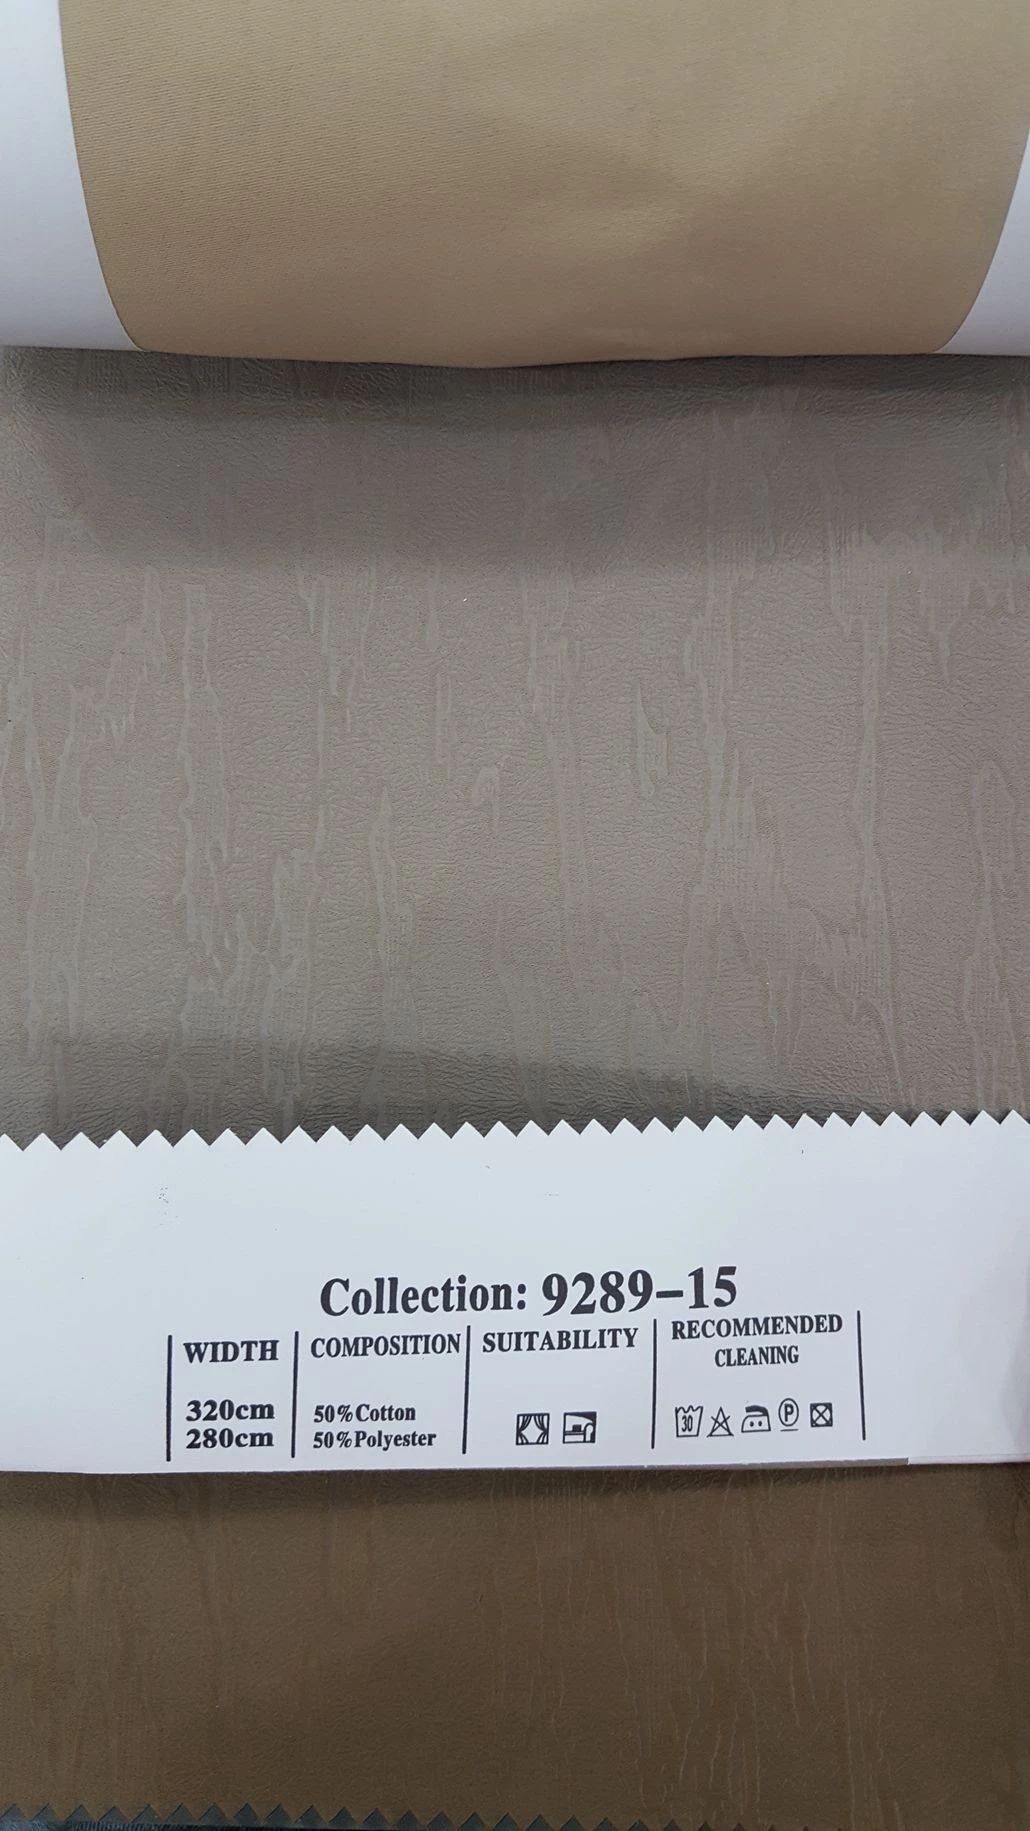 Collection: 9289-15
WIDTH
320cm
280cm
COMPOSITION
50%Cotton
50%Polyester
SUITABILITY
RECOMMENDED
CLEANING
30
P